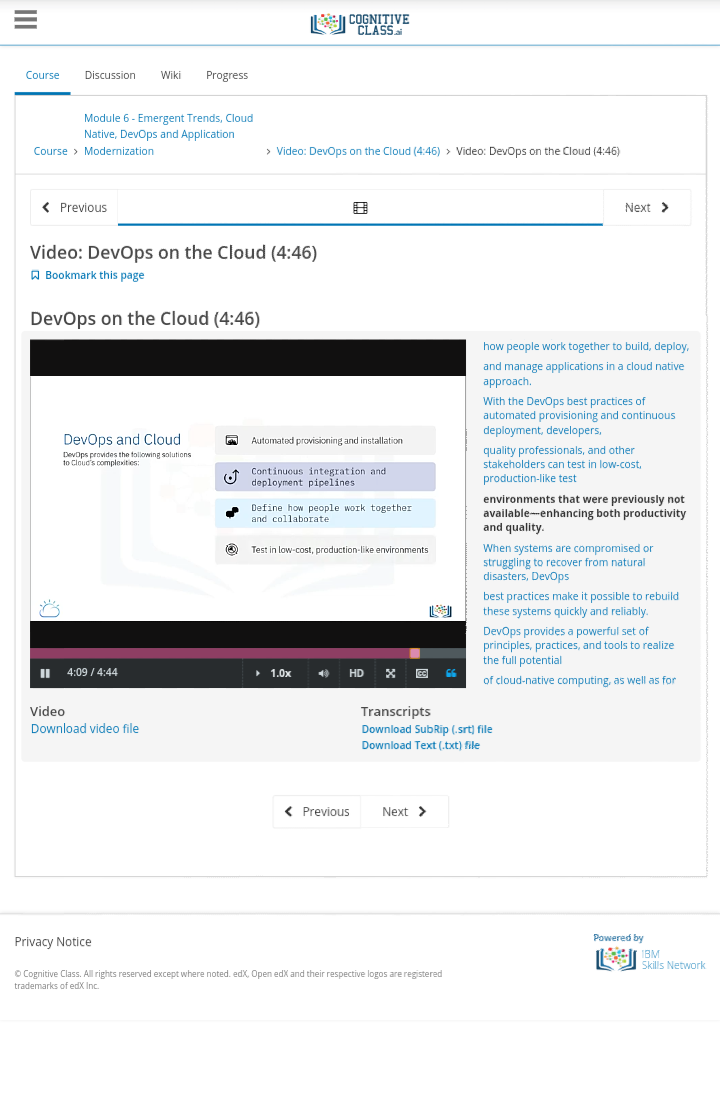 COGNITIVE
CLASS.ai
Course
Discussion
Wiki
Progress
Module 6 - Emergent Trends, Cloud
Native, DevOps and Application
Course > Modernization > Video: DevOps on the Cloud (4:46) > Video: DevOps on the Cloud (4:46)
Previous
Next
Video: DevOps on the Cloud (4:46)
Bookmark this page
DevOps on the Cloud (4:46)
DevOps and Cloud
DevOps provides the following solutions
to Cloud's complexities:
Automated provisioning and installation
Continuous integration and
deployment pipelines
Define how people work together
and collaborate
Test in low-cost, production-like environments
4:09 / 4:44
1.0x
HD
CC
how people work together to build, deploy,
and manage applications in a cloud native
approach.
With the DevOps best practices of
automated provisioning and continuous
deployment, developers,
quality professionals, and other
stakeholders can test in low-cost,
production-like test
environments that were previously not
available—enhancing both productivity
and quality.
When systems are compromised or
struggling to recover from natural
disasters, DevOps
best practices make it possible to rebuild
these systems quickly and reliably.
DevOps provides a powerful set of
principles, practices, and tools to realize
the full potential
of cloud-native computing, as well as for
Video
Download video file
Transcripts
Download SubRip (.srt) file
Download Text (.txt) file
Previous
Next
Privacy Notice
© Cognitive Class. All rights reserved except where noted. edX, Open edX and their respective logos are registered
trademarks of edX Inc.
Powered by
IBM
Skills Network